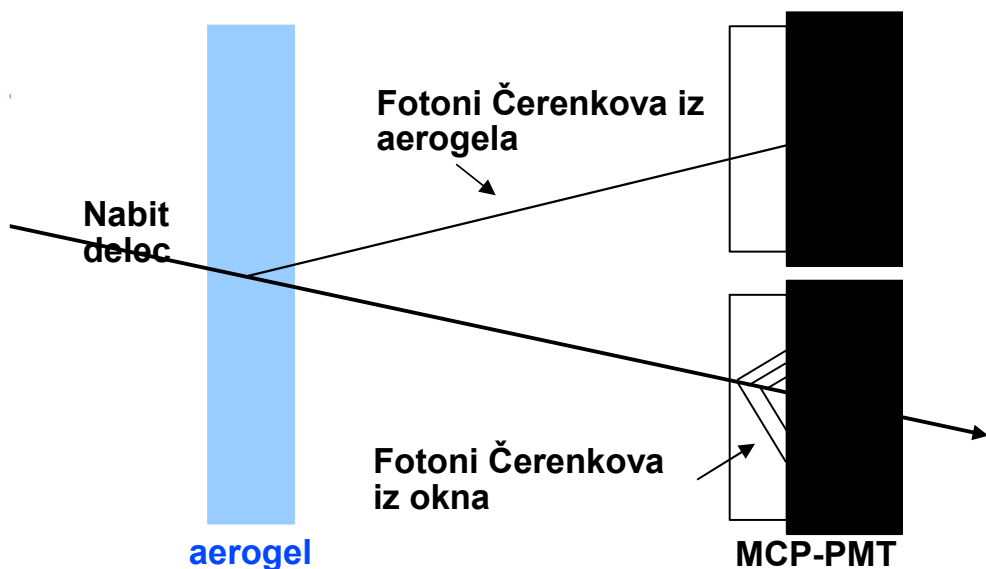 Fotoni Čerenkova iz
aerogela
Nabit
delec
Fotoni Čerenkova
iz okna
aerogel
MCP-PMT